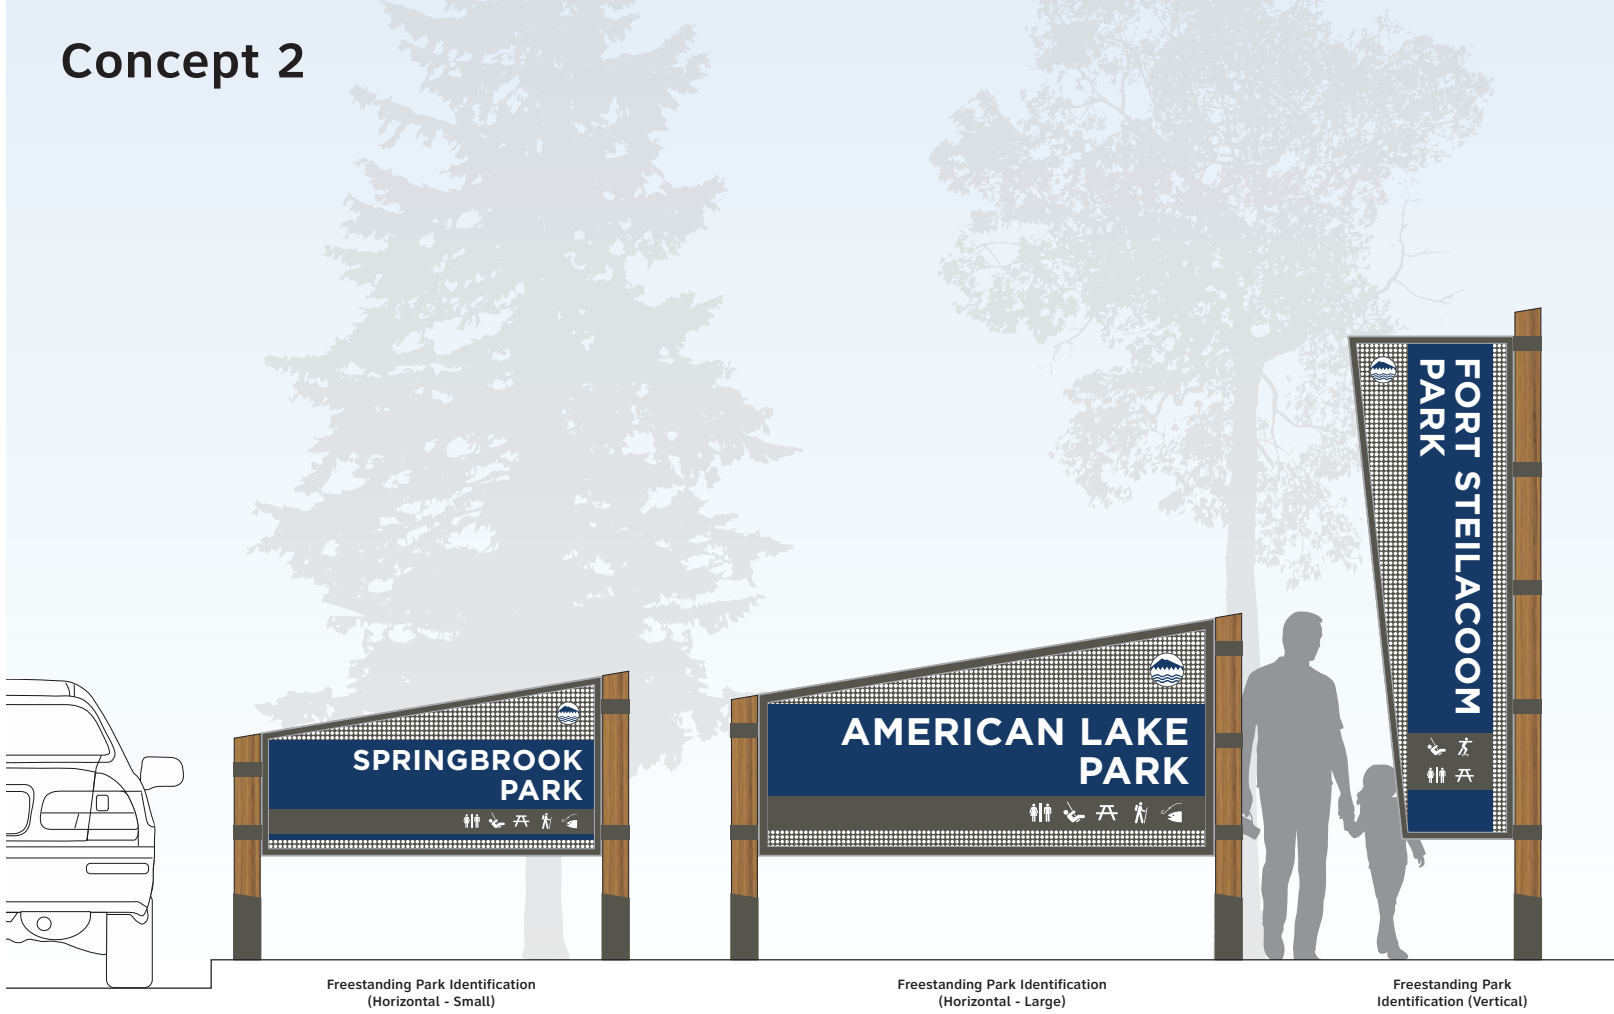 Concept 2
SPRINGBROOK
PARK
AMERICAN LAKE
PARK
FORT STEILACOOM
PARK
Freestanding Park Identification
(Horizontal - Small)
Freestanding Park Identification
(Horizontal - Large)
Freestanding Park
Identification (Vertical)